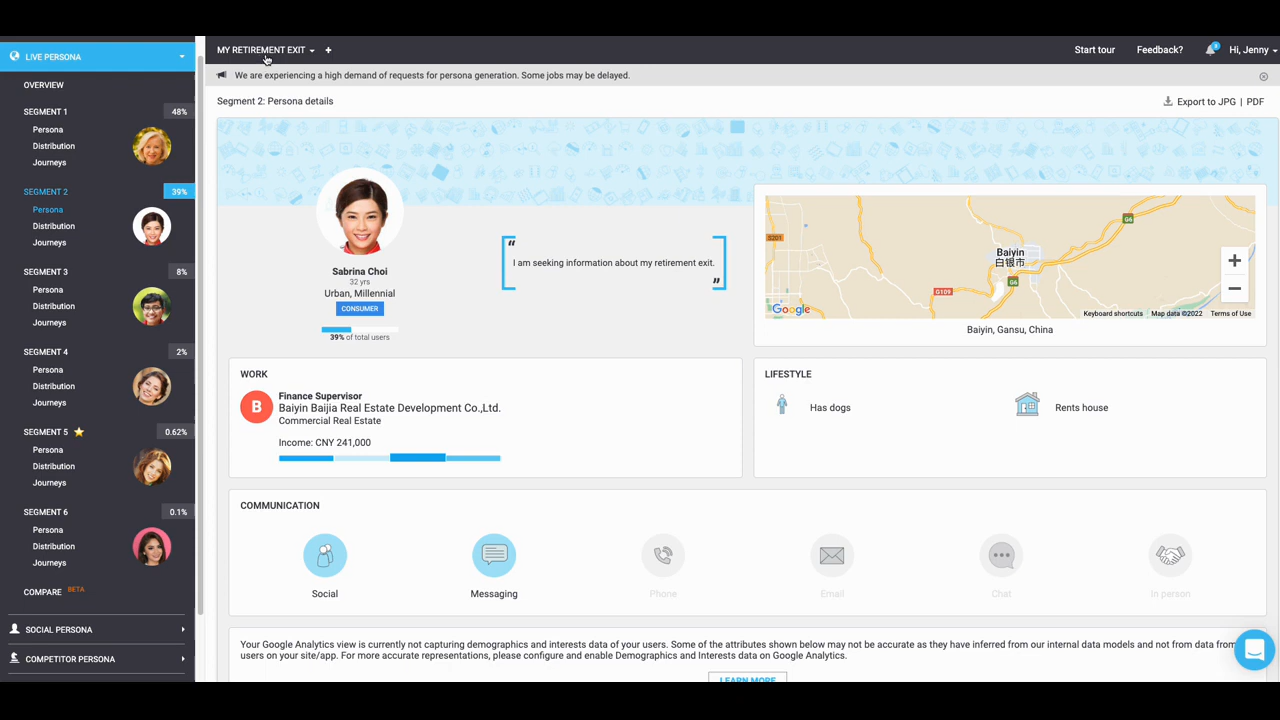 LIVE PERSONA
OVERVIEW
SEGMENT 1
48%
Persona
Distribution
Journeys
SEGMENT 2
39%
Persona
Distribution
Journeys
SEGMENT 3
8%
Persona
Distribution
Journeys
SEGMENT 4
2%
Persona
Distribution
Journeys
SEGMENT 5
0.62%
Persona
Distribution
Journeys
SEGMENT 6
0.1%
Persona
Distribution
Journeys
COMPARE BETA
SOCIAL PERSONA
COMPETITOR PERSONA
MY RETIREMENT EXIT +
Start tour
Feedback?
Hi, Jenny
We are experiencing a high demand of requests for persona generation. Some jobs may be delayed.
Segment 2: Persona details
Export to JPG | PDF
Sabrina Choi
32 yrs
Urban, Millennial
CONSUMER
39% of total users
“
I am seeking information about my retirement exit.
”
S201
G6
Baiyin
白银市
G6
G109
+
−
Google
Keyboard shortcuts
Map data ©2022
Terms of Use
Baiyin, Gansu, China
WORK
B
Finance Supervisor
Baiyin Baijia Real Estate Development Co.,Ltd.
Commercial Real Estate
Income: CNY 241,000
LIFESTYLE
Has dogs
Rents house
COMMUNICATION
Social
Messaging
Phone
Email
Chat
In person
Your Google Analytics view is currently not capturing demographics and interests data of your users. Some of the attributes shown below may not be accurate as they have inferred from our internal data models and not from data from
users on your site/app. For more accurate representations, please configure and enable Demographics and Interests data on Google Analytics.
LEARN MORE